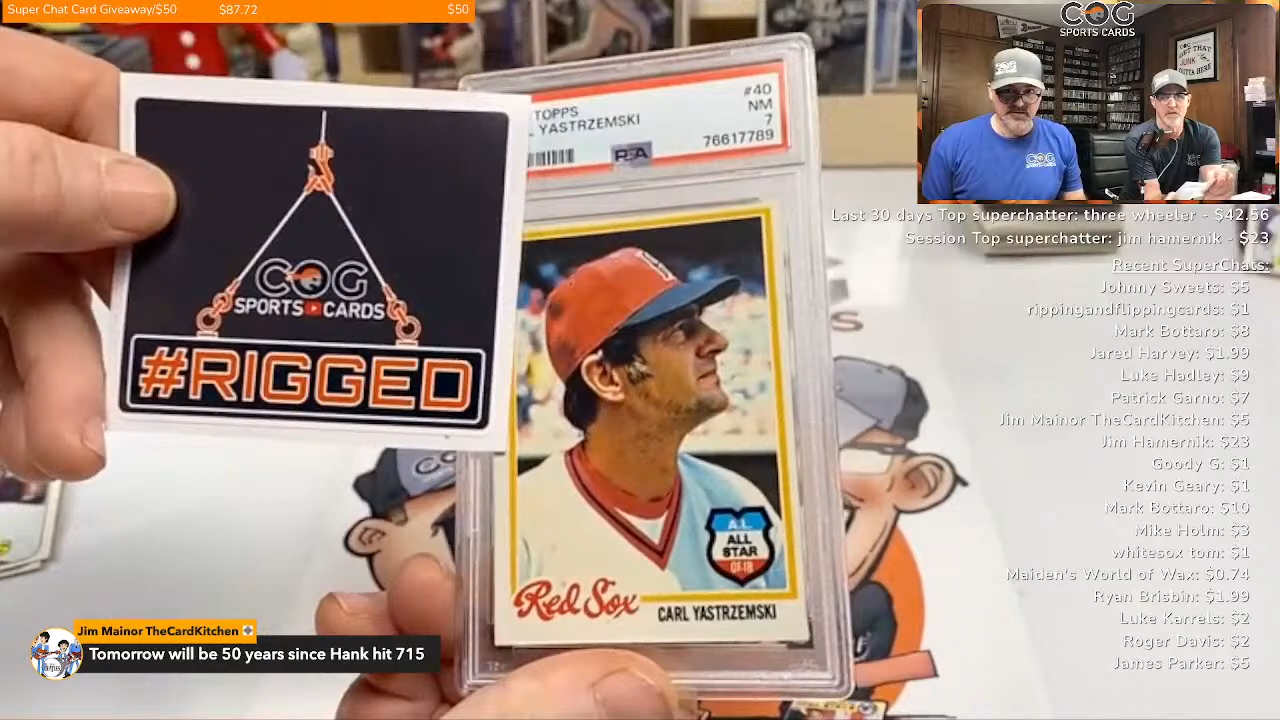 Super Chat Card Giveaway/$50 $87.72 $50
COG
SPORTS CARDS
#RIGGED
TOPPS #40
L YASTRZEMSKI NM
7
PSA 76617789
A.L.
ALL
STAR
Red Sox CARL YASTRZEMSKI
COG
SPORTS CARDS
COG
Last 30 days Top superchatter: three wheeler - $42.56
Session Top superchatter: jim hamernik - $23
Recent SuperChats:
Johnny Sweets: $5
rippingandflippingcards: $1
Mark Bottaro: $8
Jared Harvey: $1.99
Luke Hadley: $9
Patrick Garno: $7
Jim Mainor TheCardKitchen: $5
Jim Hamernik: $23
Goody G: $1
Kevin Geary: $1
Mark Bottaro: $10
Mike Holm: $3
whitesox tom: $1
Maiden's World of Wax: $0.74
Ryan Brisbin: $1.99
Luke Karrels: $2
Roger Davis: $2
James Parker: $5
Jim Mainor TheCardKitchen
Tomorrow will be 50 years since Hank hit 715